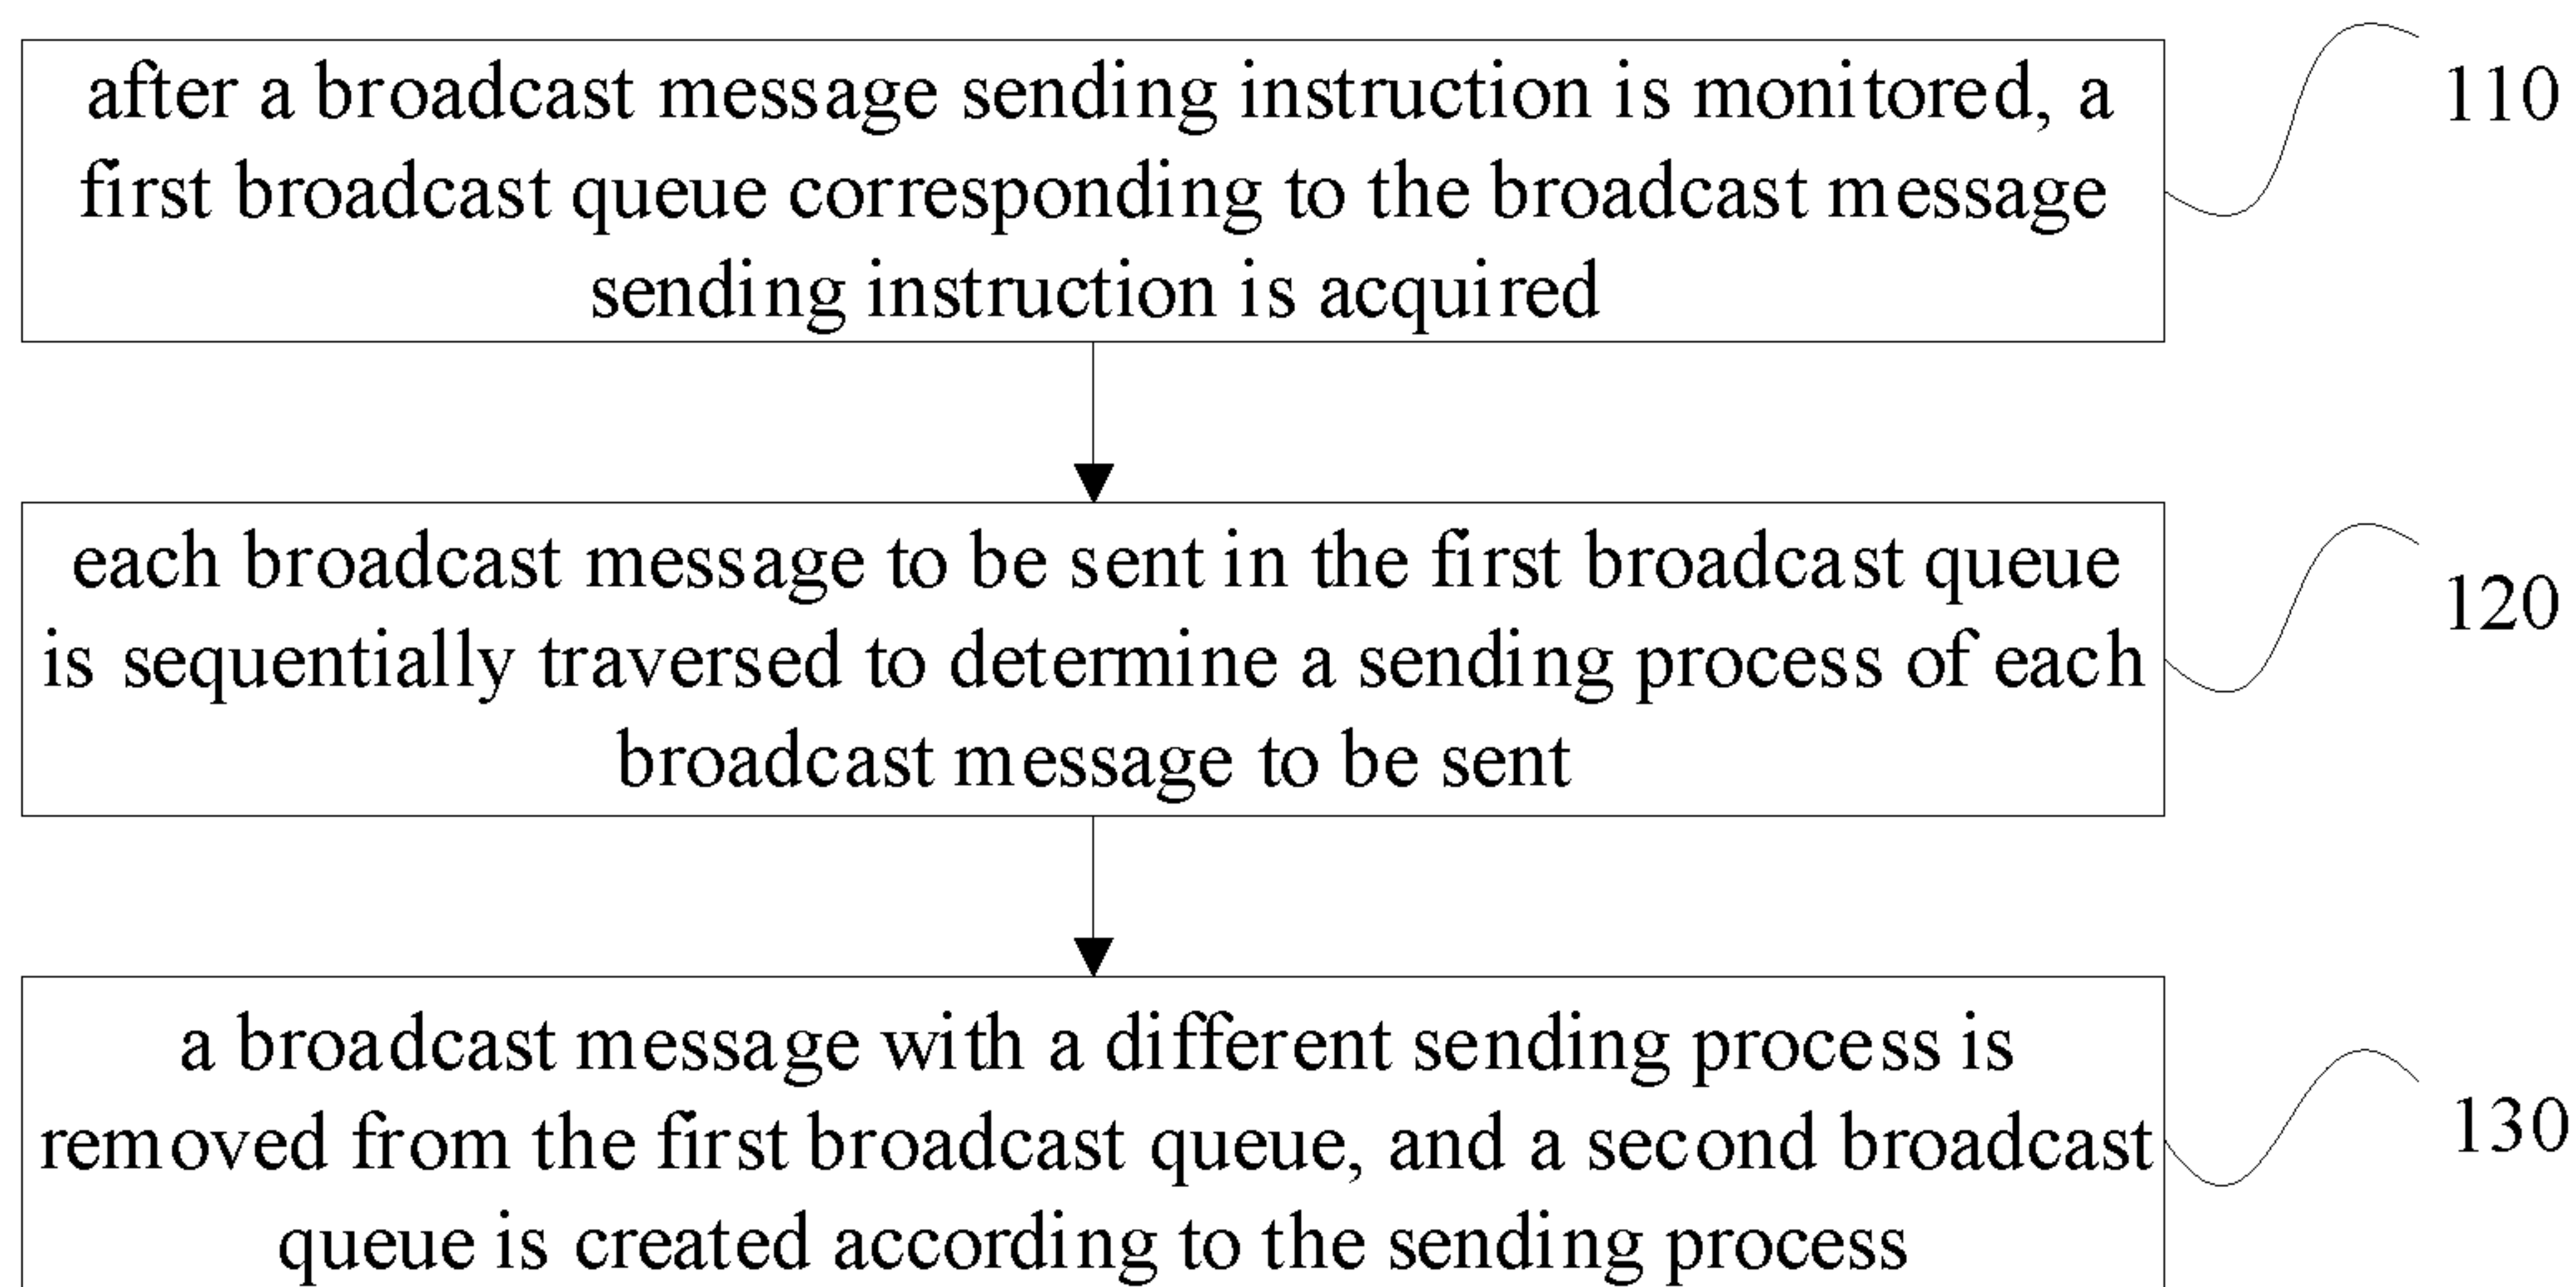 after a broadcast message sending instruction is monitored, a
first broadcast queue corresponding to the broadcast message
sending instruction is acquired
110
each broadcast message to be sent in the first broadcast queue
is sequentially traversed to determine a sending process of each
broadcast message to be sent
120
a broadcast message with a different sending process is
removed from the first broadcast queue, and a second broadcast
queue is created according to the sending process
130